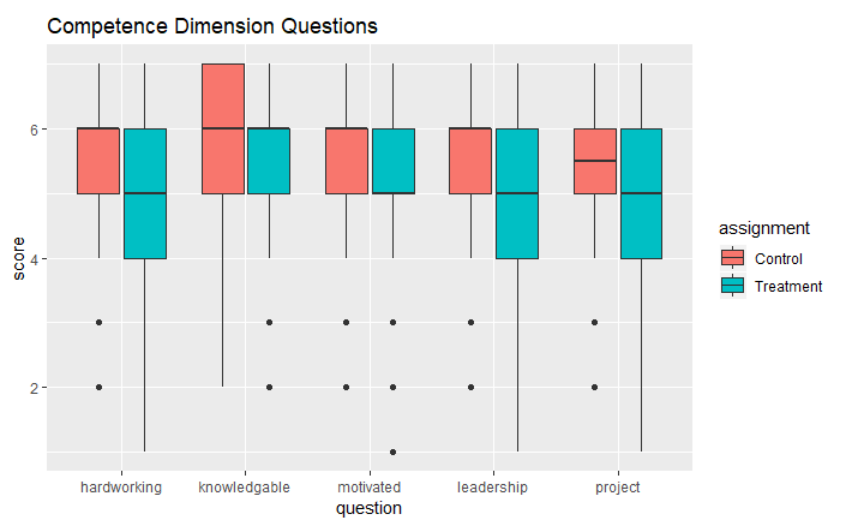 Competence Dimension Questions
6
4
2
score
hardworking knowledgable motivated leadership project
question
assignment
Control
Treatment